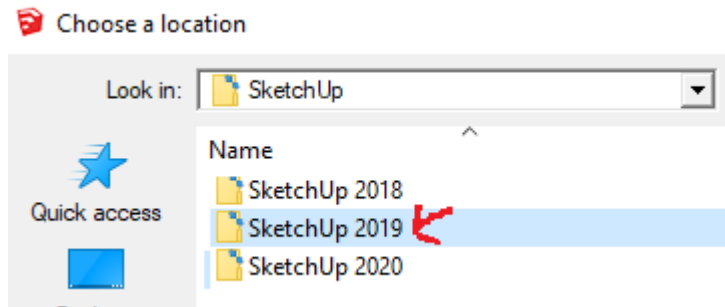 Choose a location
Look in: SketchUp
Name
Quick access
SketchUp 2018
SketchUp 2019
SketchUp 2020